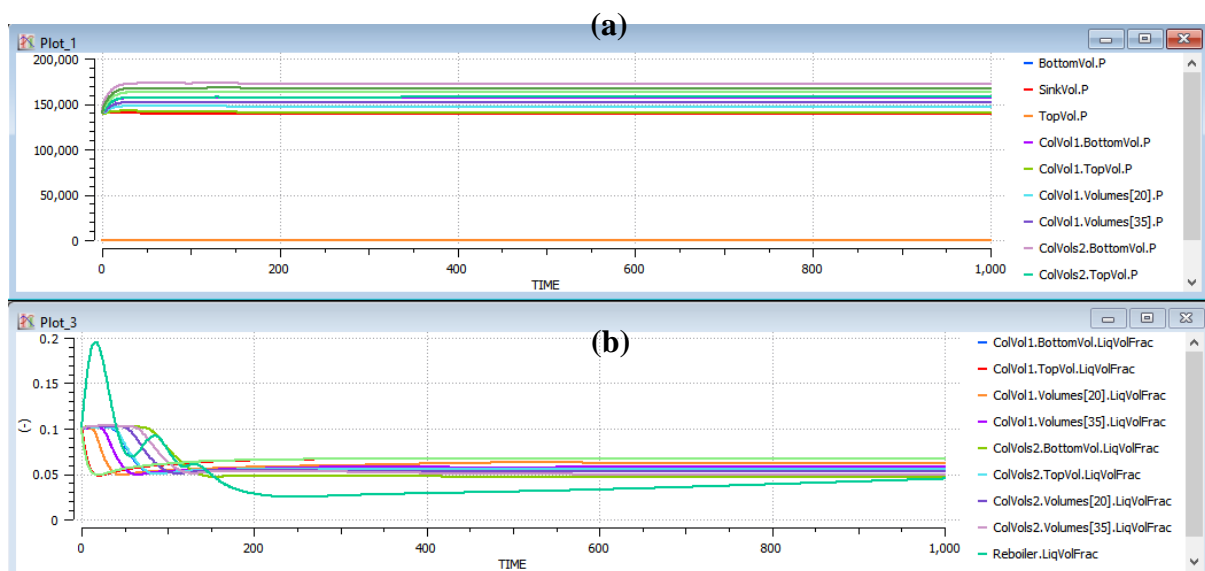 (a)
Plot_1
200,000
150,000
100,000
50,000
0
0 200 400 600 800 1,000
TIME
BottomVol.P
SinkVol.P
TopVol.P
ColVol1.BottomVol.P
ColVol1.TopVol.P
ColVol1.Volumes[20].P
ColVol1.Volumes[35].P
ColVols2.BottomVol.P
ColVols2.TopVol.P
Plot_3
(b)
0.2
0.15
0.1
0.05
0
(-)
0 200 400 600 800 1,000
TIME
ColVol1.BottomVol.LiqVolFrac
ColVol1.TopVol.LiqVolFrac
ColVol1.Volumes[20].LiqVolFrac
ColVol1.Volumes[35].LiqVolFrac
ColVols2.BottomVol.LiqVolFrac
ColVols2.TopVol.LiqVolFrac
ColVols2.Volumes[20].LiqVolFrac
ColVols2.Volumes[35].LiqVolFrac
Reboiler.LiqVolFrac